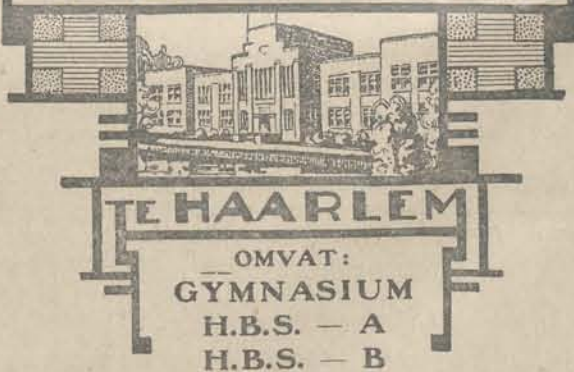 TE HAARLEM
OMVAT:
GYMNASIUM
H.B.S. — A
H.B.S. — B